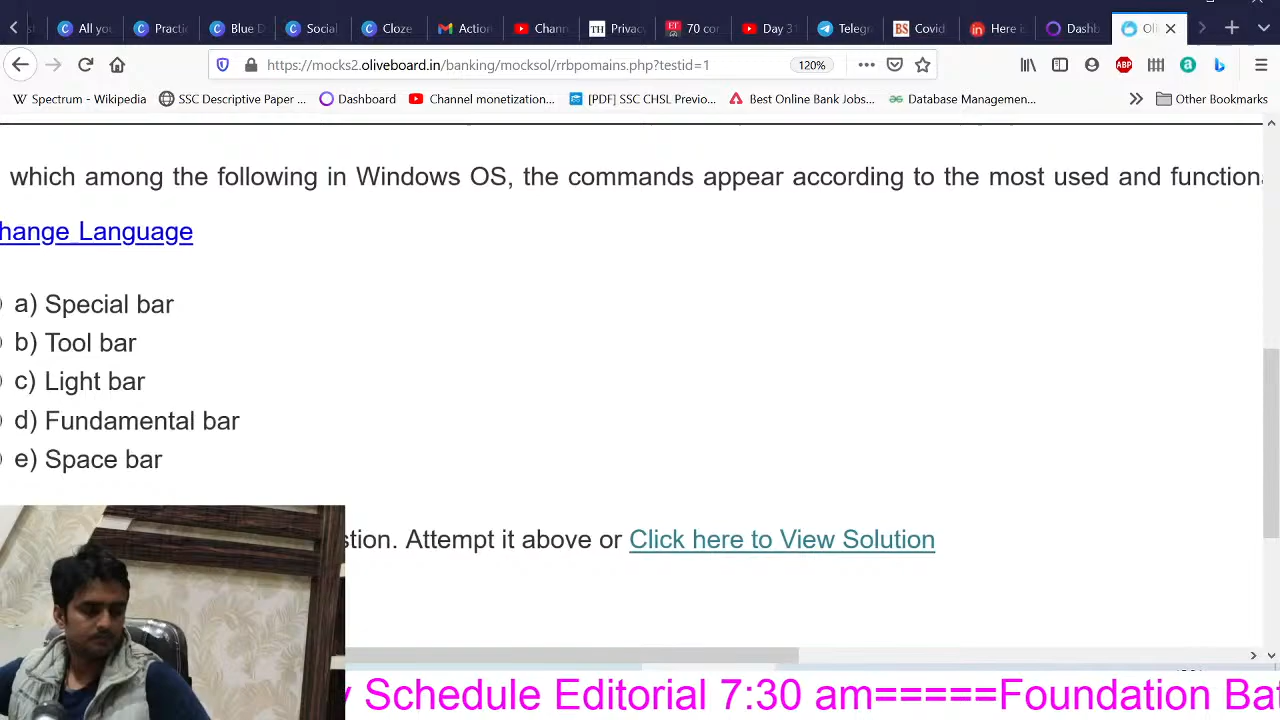 All you
Practic
Blue D
Social
Cloze
Action
Chann
Privac
70 cor
Day 31
Telegr
Covid
Here i
Dashb
Oliv
https://mocks2.oliveboard.in/banking/mocksol/rrbpomains.php?testid=1
120%
Spectrum - Wikipedia
SSC Descriptive Paper ...
Dashboard
Channel monetization...
[PDF] SSC CHSL Previo...
Best Online Bank Jobs...
Database Managemen...
Other Bookmarks
which among the following in Windows OS, the commands appear according to the most used and functiona
hange Language
a) Special bar
b) Tool bar
c) Light bar
d) Fundamental bar
e) Space bar
stion. Attempt it above or Click here to View Solution
y Schedule Editorial 7:30 am=====Foundation Bat